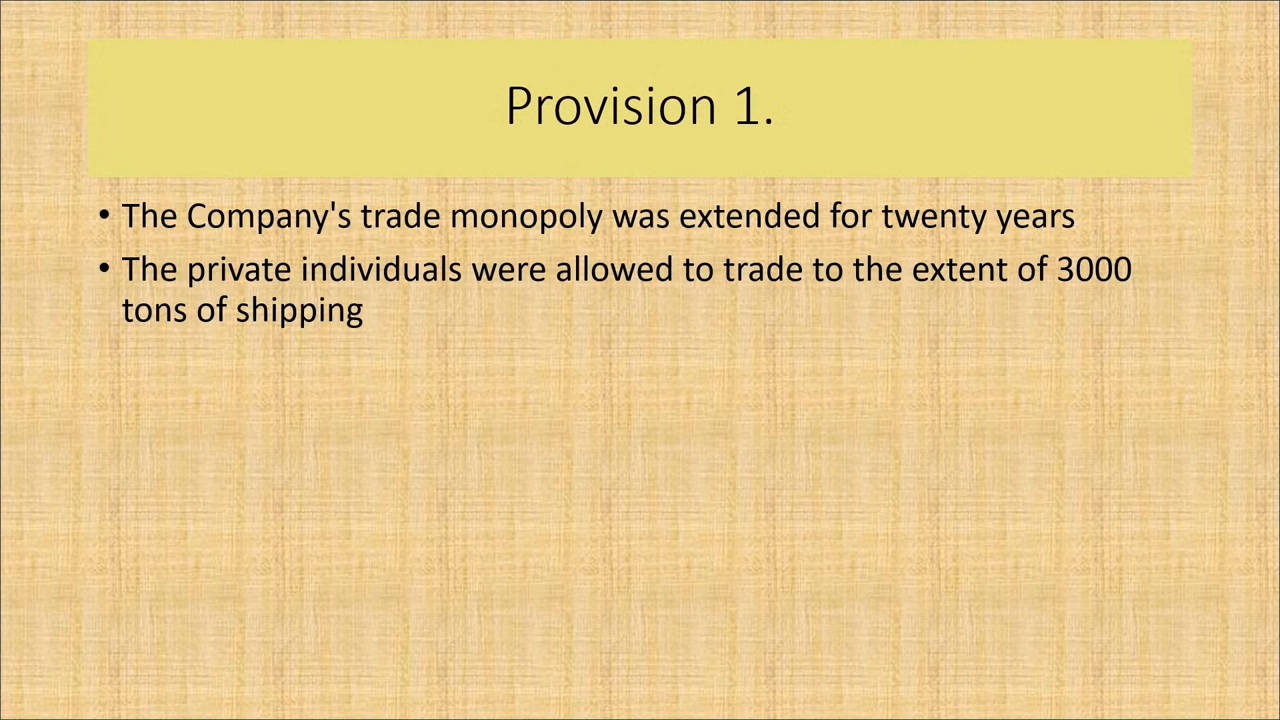 Provision 1.
• The Company's trade monopoly was extended for twenty years
• The private individuals were allowed to trade to the extent of 3000
tons of shipping